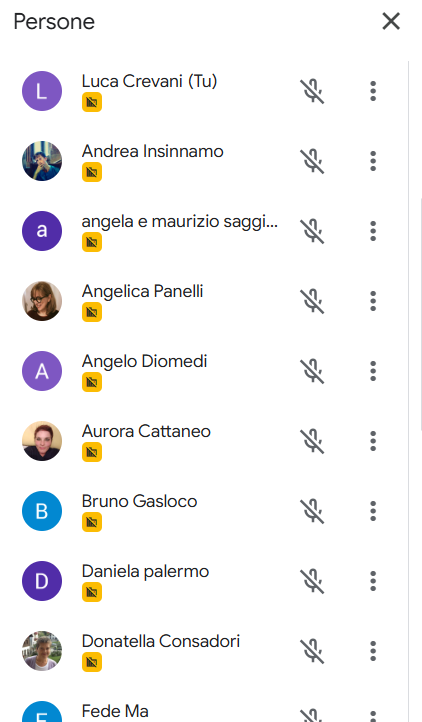 Persone
L
Luca Crevani (Tu)
Andrea Insinnamo
a
angela e maurizio saggi...
Angelica Panelli
A
Angelo Diomedi
Aurora Cattaneo
B
Bruno Gasloco
D
Daniela palermo
Donatella Consadori
F
Fede Ma